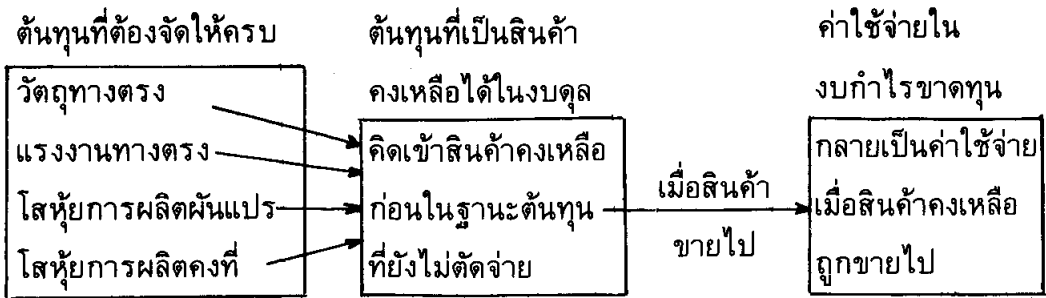 ต้นทุนที่ต้องจัดให้ครบ
วัตถุทางตรง
แรงงานทางตรง
โสหุ้ยการผลิตผันแปร
โสหุ้ยการผลิตคงที่
ต้นทุนที่เป็นสินค้า
คงเหลือได้ในงบดุล
คิดเข้าสินค้าคงเหลือ
ก่อนในฐานะต้นทุน
ที่ยังไม่ตัดจ่าย
เมื่อสินค้า
ขายไป
ค่าใช้จ่ายใน
งบกำไรขาดทุน
กลายเป็นค่าใช้จ่าย
เมื่อสินค้าคงเหลือ
ถูกขายไป